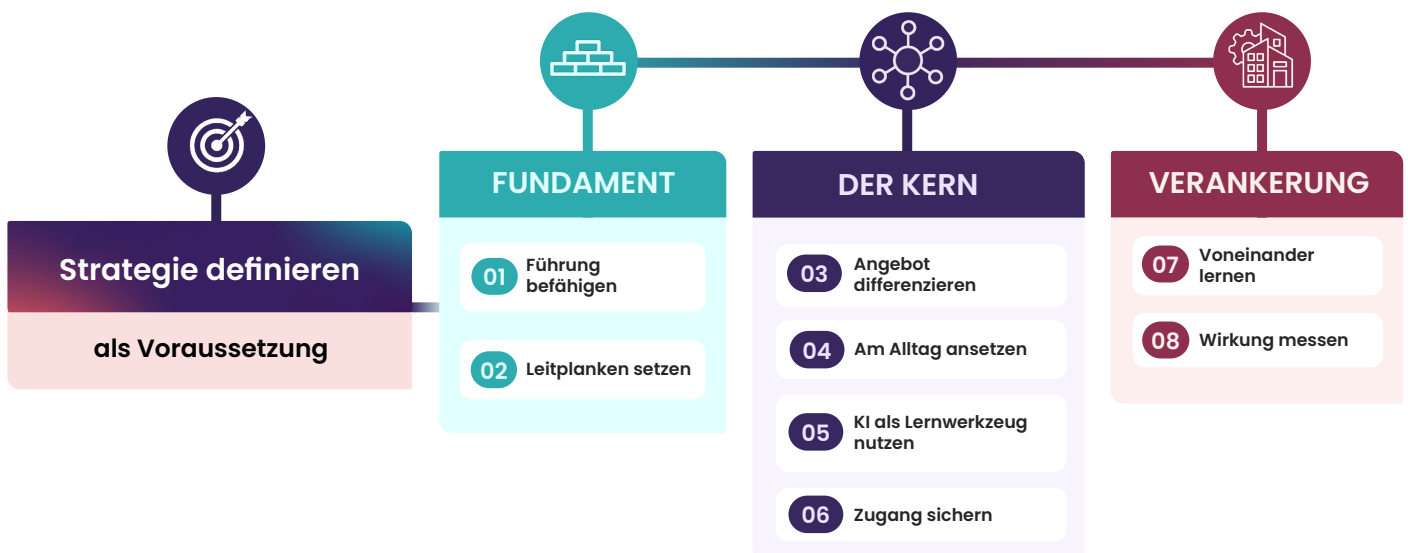 Strategie definieren
als Voraussetzung
FUNDAMENT
01
Führung
befähigen
02
Leitplanken setzen
DER KERN
03
Angebot
differenzieren
04
Am Alltag ansetzen
05
KI als Lernwerkzeug
nutzen
06
Zugang sichern
VERANKERUNG
07
Voneinander
lernen
08
Wirkung messen